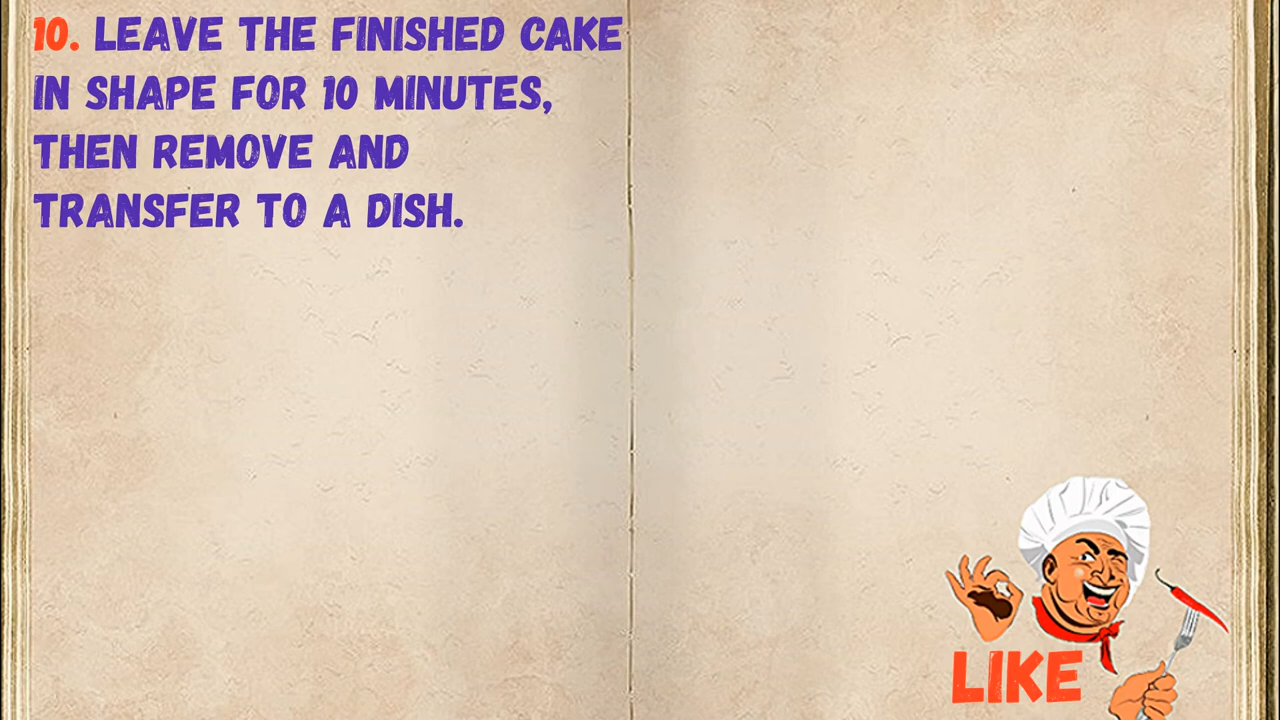 10. LEAVE THE FINISHED CAKE
IN SHAPE FOR 10 MINUTES,
THEN REMOVE AND
TRANSFER TO A DISH.
LIKE